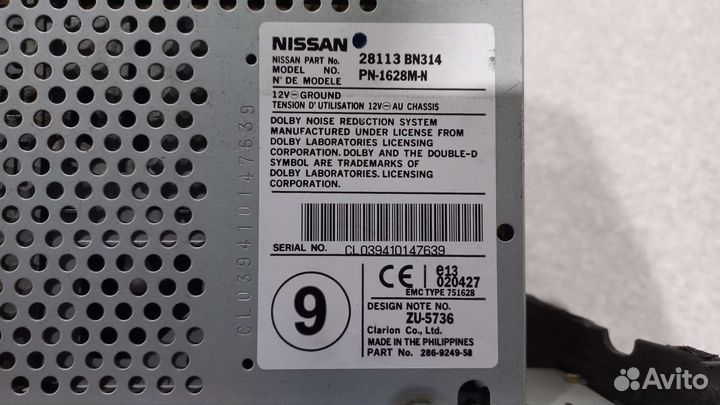 NISSAN
NISSAN PART No. 28113 BN314
MODEL NO. PN-1628M-N
N° DE MODELE
12V⊖GROUND
TENSION D'UTILISATION 12V⊖AU CHASSIS
DOLBY NOISE REDUCTION SYSTEM
MANUFACTURED UNDER LICENSE FROM
DOLBY LABORATORIES LICENSING
CORPORATION. DOLBY AND THE DOUBLE-D
SYMBOL ARE TRADEMARKS OF
DOLBY LABORATORIES. LICENSING
CORPORATION.
SERIAL NO. CL039410147639
9
CE e13
020427
EMC TYPE 751628
DESIGN NOTE NO.
ZU-5736
Clarion Co., Ltd.
MADE IN THE PHILIPPINES
PART No. 286-9249-58
CL039410147639
Avito